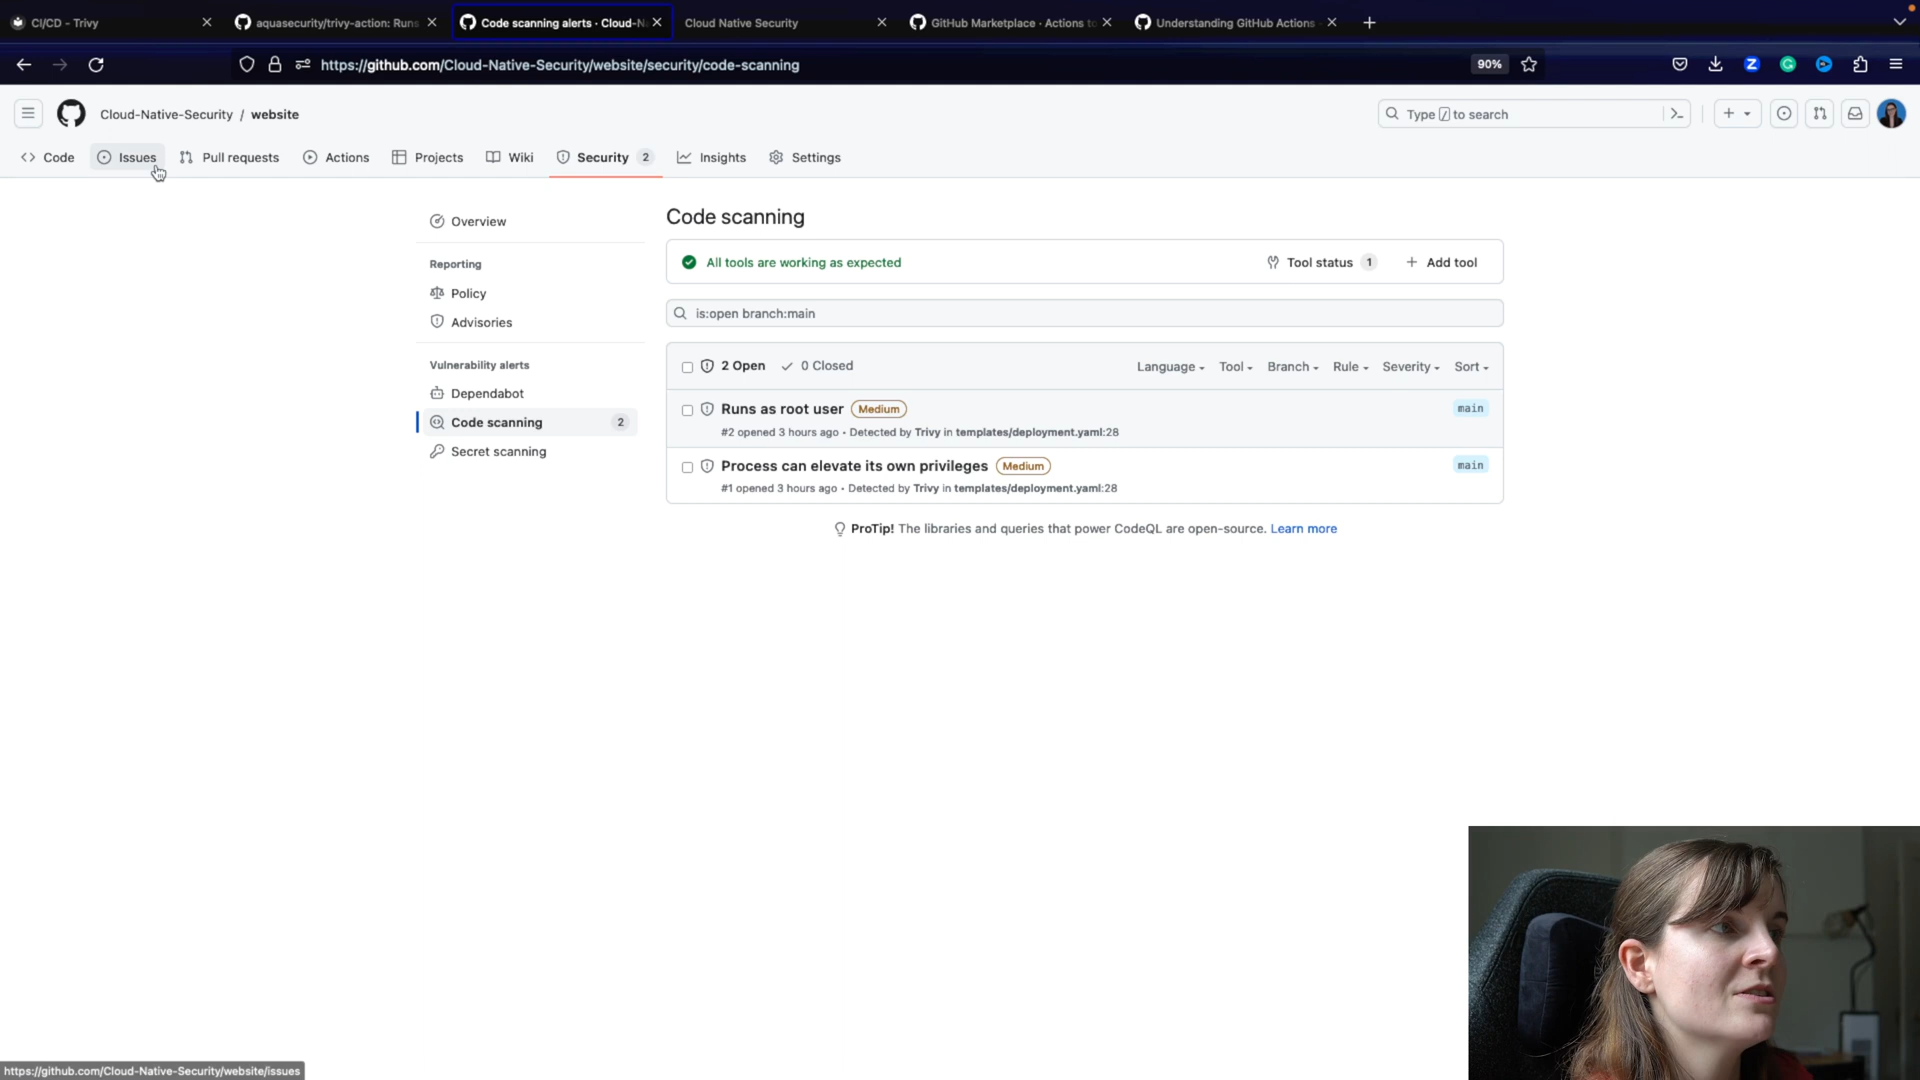 CI/CD - Trivy
aquasecurity/trivy-action: Runs
Code scanning alerts · Cloud-N
Cloud Native Security
GitHub Marketplace · Actions to
Understanding GitHub Actions
https://github.com/Cloud-Native-Security/website/security/code-scanning
90%
Cloud-Native-Security / website
Type / to search
Code
Issues
Pull requests
Actions
Projects
Wiki
Security 2
Insights
Settings
Overview
Reporting
Policy
Advisories
Vulnerability alerts
Dependabot
Code scanning 2
Secret scanning
Code scanning
All tools are working as expected
Tool status 1
Add tool
is:open branch:main
2 Open
0 Closed
Language
Tool
Branch
Rule
Severity
Sort
Runs as root user Medium
main
#2 opened 3 hours ago • Detected by Trivy in templates/deployment.yaml:28
Process can elevate its own privileges Medium
main
#1 opened 3 hours ago • Detected by Trivy in templates/deployment.yaml:28
ProTip! The libraries and queries that power CodeQL are open-source. Learn more
https://github.com/Cloud-Native-Security/website/issues